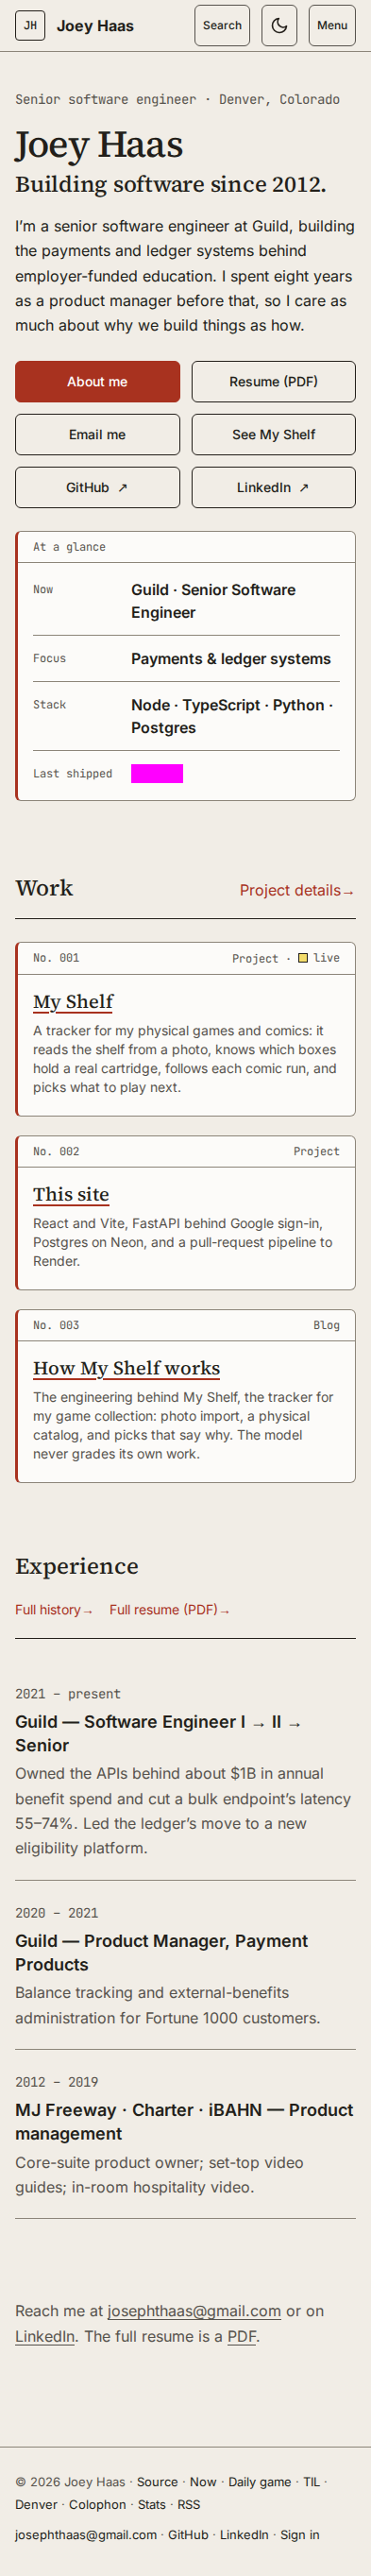 JH Joey Haas Search Menu
Senior software engineer · Denver, Colorado
Joey Haas
Building software since 2012.
I’m a senior software engineer at Guild, building
the payments and ledger systems behind
employer-funded education. I spent eight years
as a product manager before that, so I care as
much about why we build things as how.
About me Resume (PDF)
Email me See My Shelf
GitHub ↗ LinkedIn ↗
At a glance
Now Guild · Senior Software
Engineer
Focus Payments & ledger systems
Stack Node · TypeScript · Python ·
Postgres
Last shipped
Work Project details→
No. 001 Project · live
My Shelf
A tracker for my physical games and comics: it
reads the shelf from a photo, knows which boxes
hold a real cartridge, follows each comic run, and
picks what to play next.
No. 002 Project
This site
React and Vite, FastAPI behind Google sign-in,
Postgres on Neon, and a pull-request pipeline to
Render.
No. 003 Blog
How My Shelf works
The engineering behind My Shelf, the tracker for
my game collection: photo import, a physical
catalog, and picks that say why. The model
never grades its own work.
Experience
Full history→ Full resume (PDF)→
2021 – present
Guild — Software Engineer I → II →
Senior
Owned the APIs behind about $1B in annual
benefit spend and cut a bulk endpoint’s latency
55–74%. Led the ledger’s move to a new
eligibility platform.
2020 – 2021
Guild — Product Manager, Payment
Products
Balance tracking and external-benefits
administration for Fortune 1000 customers.
2012 – 2019
MJ Freeway · Charter · iBAHN — Product
management
Core-suite product owner; set-top video
guides; in-room hospitality video.
Reach me at josephthaas@gmail.com or on
LinkedIn. The full resume is a PDF.
© 2026 Joey Haas · Source · Now · Daily game · TIL ·
Denver · Colophon · Stats · RSS
josephthaas@gmail.com · GitHub · LinkedIn · Sign in